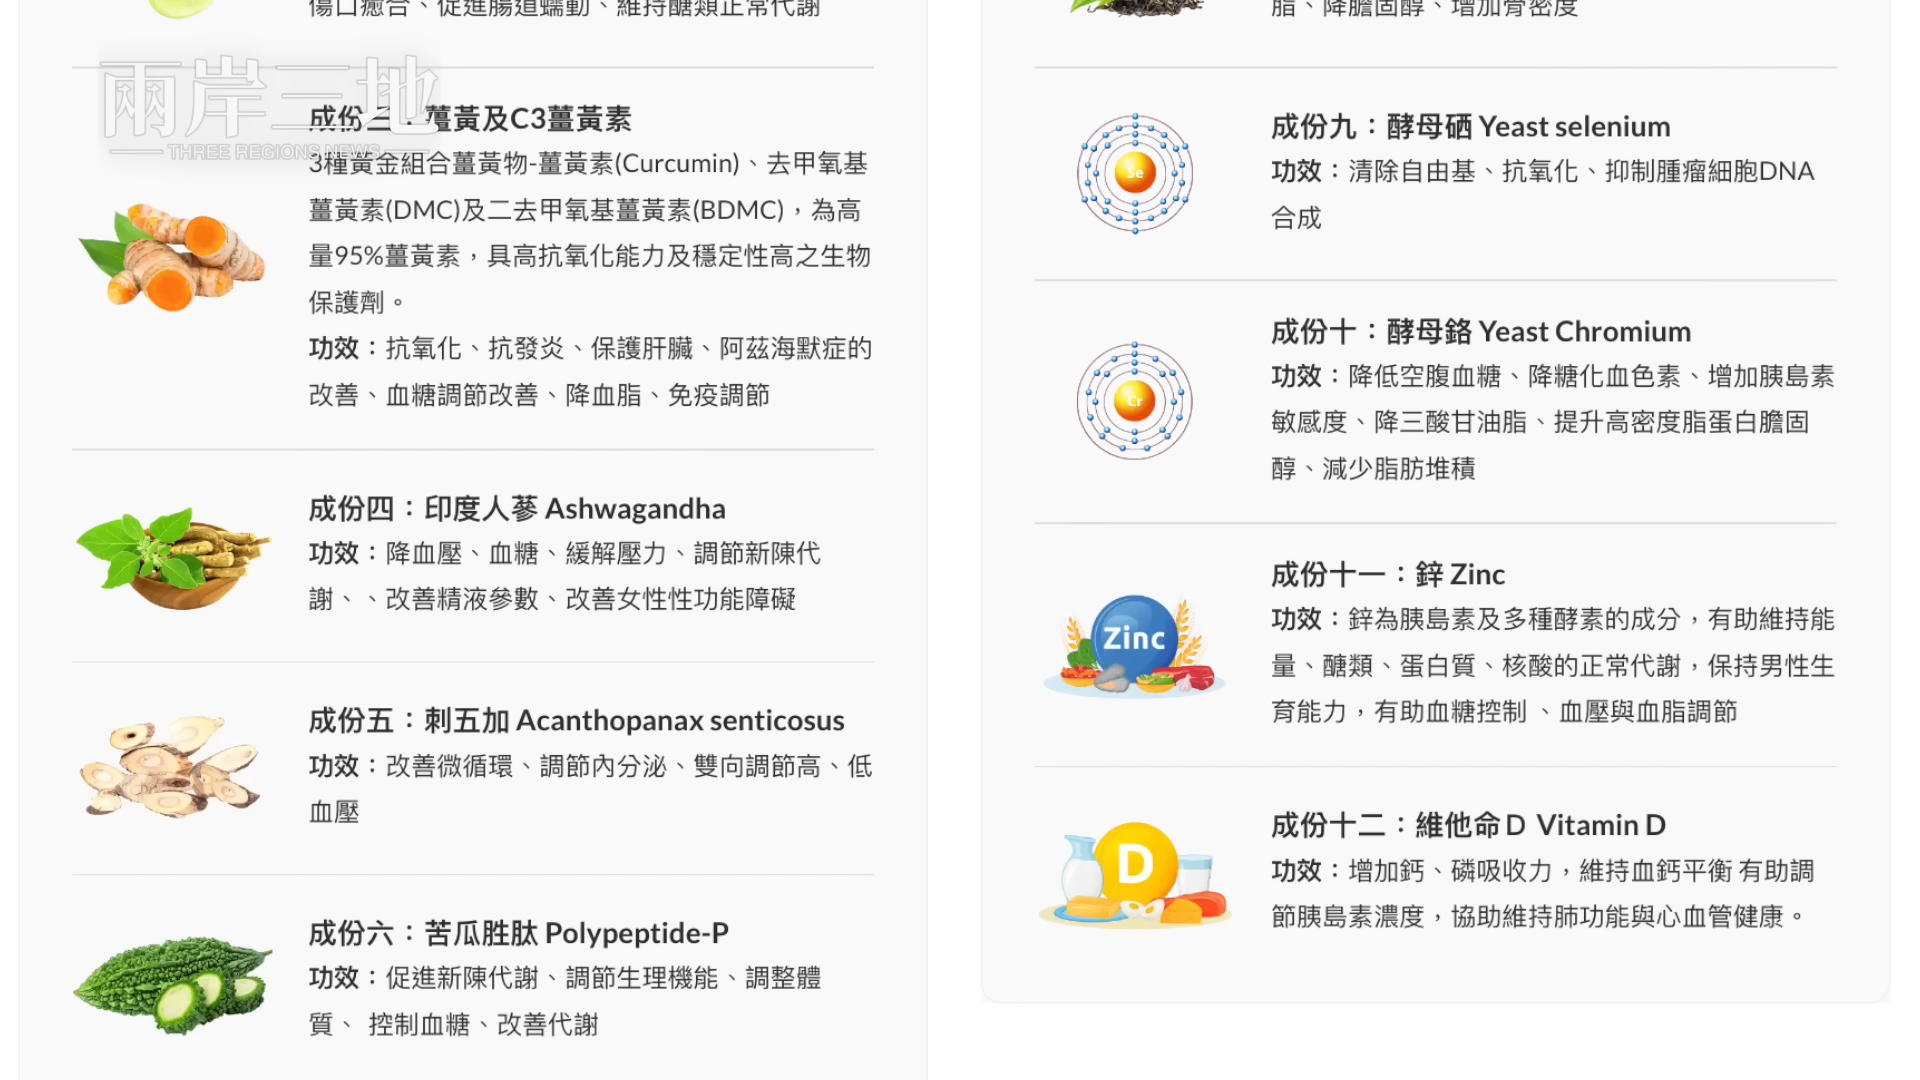 傷口癒合、促進腸道蠕動、維持醣類正常代謝
兩岸三地
THREE REGIONS NEWS
成份三：薑黃及C3薑黃素
3種黃金組合薑黃物-薑黃素(Curcumin)、去甲氧基
薑黃素(DMC)及二去甲氧基薑黃素(BDMC)，為高
量95%薑黃素，具高抗氧化能力及穩定性高之生物
保護劑。
功效：抗氧化、抗發炎、保護肝臟、阿茲海默症的
改善、血糖調節改善、降血脂、免疫調節
成份四：印度人蔘 Ashwagandha
功效：降血壓、血糖、緩解壓力、調節新陳代
謝、、改善精液參數、改善女性性功能障礙
成份五：刺五加 Acanthopanax senticosus
功效：改善微循環、調節內分泌、雙向調節高、低
血壓
成份六：苦瓜胜肽 Polypeptide-P
功效：促進新陳代謝、調節生理機能、調整體
質、 控制血糖、改善代謝
脂、降膽固醇、增加骨密度
Se
成份九：酵母硒 Yeast selenium
功效：清除自由基、抗氧化、抑制腫瘤細胞DNA
合成
Cr
成份十：酵母鉻 Yeast Chromium
功效：降低空腹血糖、降糖化血色素、增加胰島素
敏感度、降三酸甘油脂、提升高密度脂蛋白膽固
醇、減少脂肪堆積
Zinc
成份十一：鋅 Zinc
功效：鋅為胰島素及多種酵素的成分，有助維持能
量、醣類、蛋白質、核酸的正常代謝，保持男性生
育能力，有助血糖控制 、血壓與血脂調節
D
成份十二：維他命Ｄ Vitamin D
功效：增加鈣、磷吸收力，維持血鈣平衡 有助調
節胰島素濃度，協助維持肺功能與心血管健康。